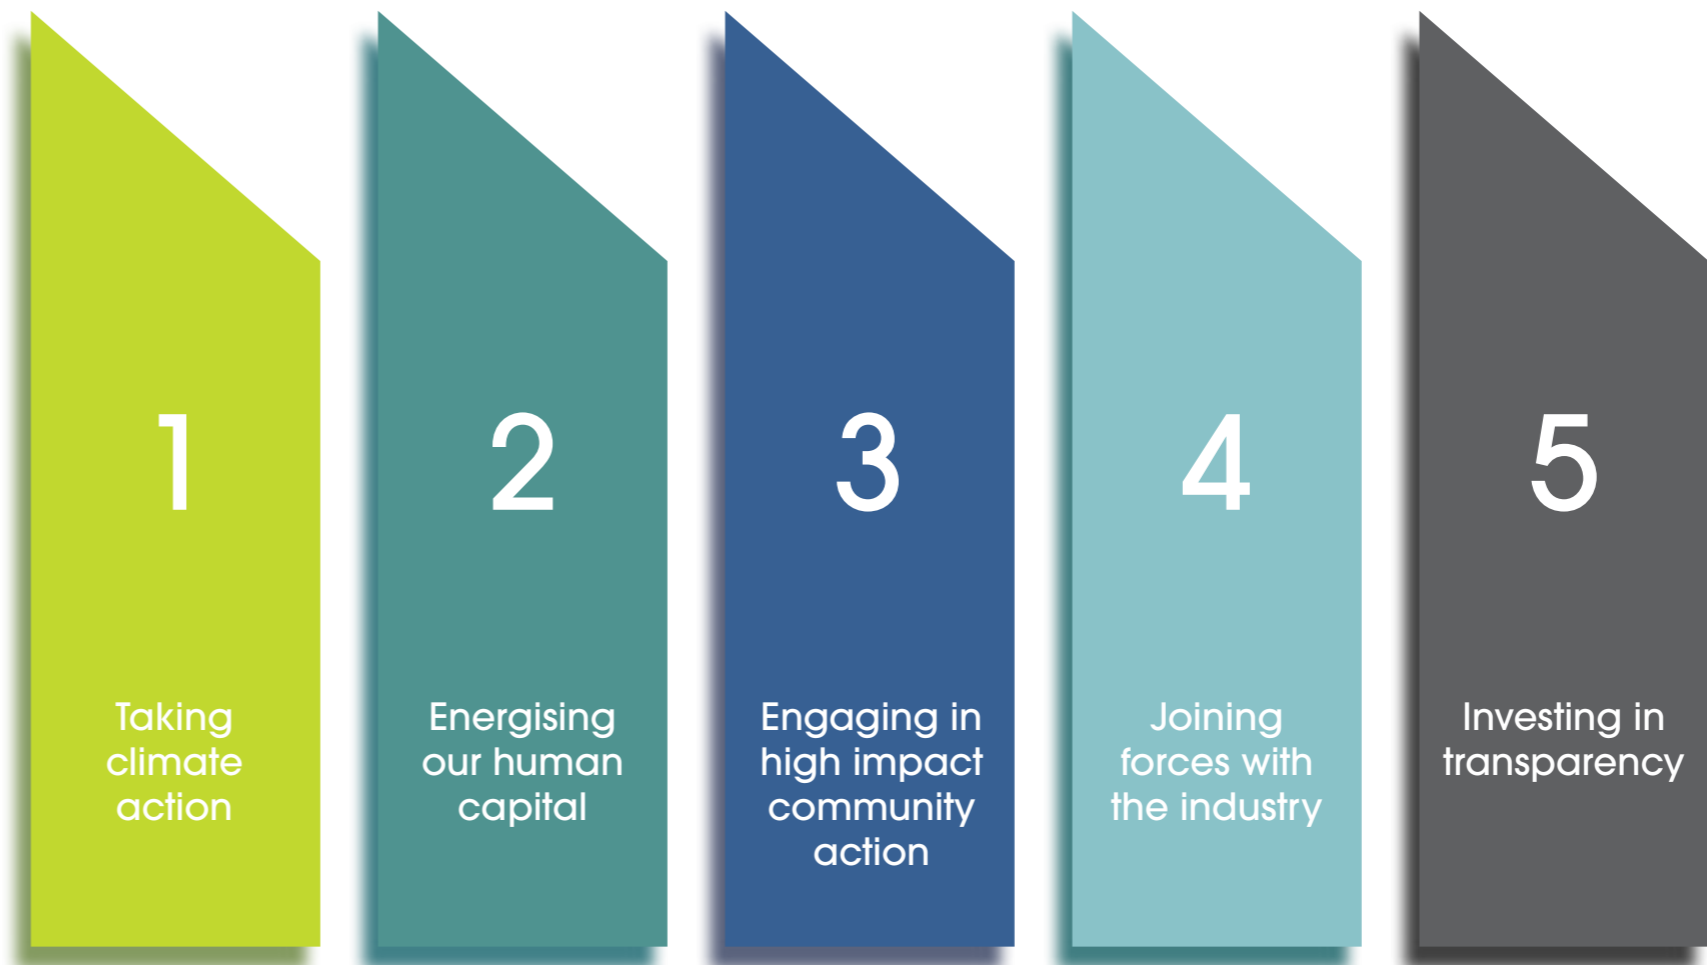 1
Taking
climate
action
2
Energising
our human
capital
3
Engaging in
high impact
community
action
4
Joining
forces with
the industry
5
Investing in
transparency